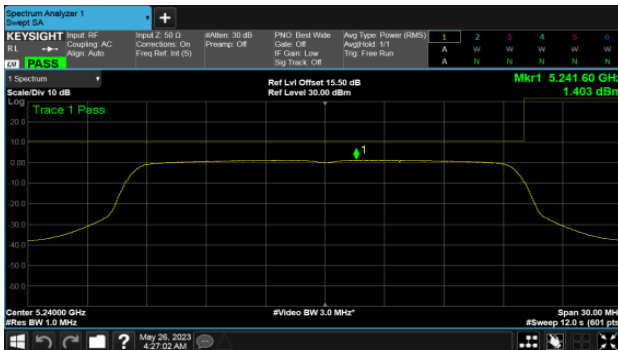 Spectrum Analyzer 1
Swept SA
+
KEYSIGHT Input: RF Input Z: 50 Ω #Atten: 30 dB PNO: Best Wide Avg Type: Power (RMS) 1 2 3 4 5 6
RL Coupling: AC Corrections: On Preamp: Off Gate: Off Avg|Hold: 1/1 A W W W W W
Align: Auto Freq Ref: Int (S) IF Gain: Low Trig: Free Run
LXI PASS Sig Track: Off A N N N N N
1 Spectrum Ref Lvl Offset 15.50 dB Mkr1 5.241 60 GHz
Scale/Div 10 dB Ref Level 30.00 dBm 1.403 dBm
Log
Trace 1 Pass
20.0
10.0
1
0.00
-10.0
-20.0
-30.0
-40.0
-50.0
-60.0
Center 5.24000 GHz #Video BW 3.0 MHz* Span 30.00 MHz
#Res BW 1.0 MHz #Sweep 12.0 s (601 pts)
? May 26, 2023
4:27:02 AM